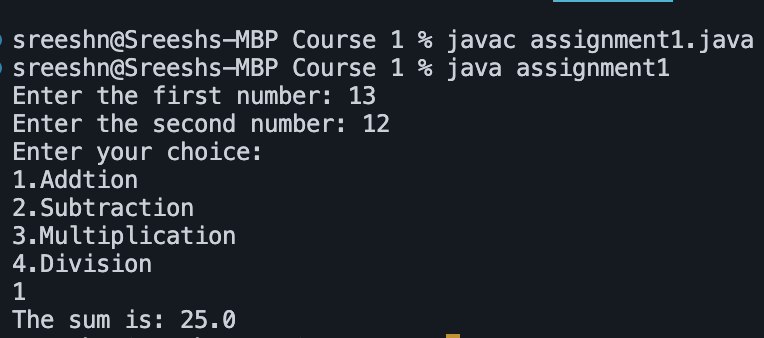 sreeshn@Sreeshs-MBP Course 1 % javac assignment1.java
sreeshn@Sreeshs-MBP Course 1 % java assignment1
Enter the first number: 13
Enter the second number: 12
Enter your choice:
1.Addtion
2.Subtraction
3.Multiplication
4.Division
1
The sum is: 25.0